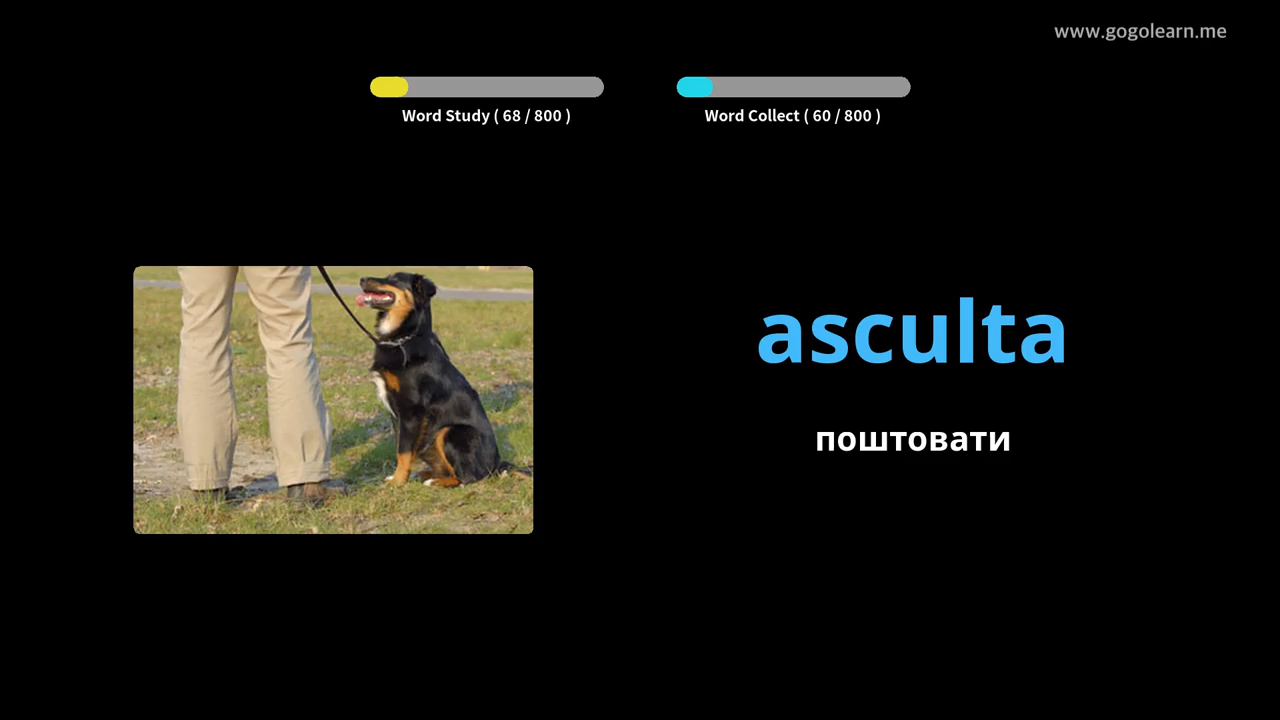 www.gogolearn.me
Word Study ( 68 / 800 )
Word Collect ( 60 / 800 )
asculta
поштовати